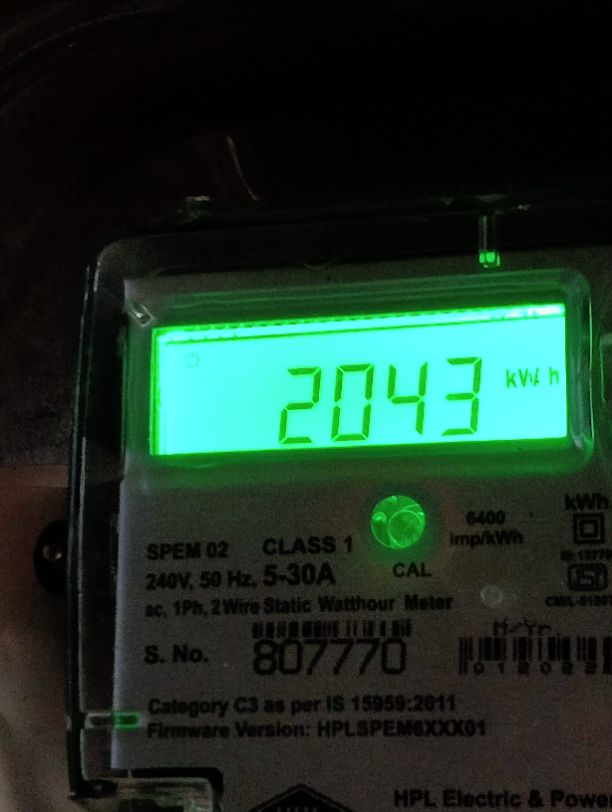 2043 kWh
kWh
6400
imp/kWh
SPEM 02 CLASS 1
CAL
240V, 50 Hz, 5-30A
ac, 1Ph, 2 Wire Static Watthour Meter
M/Yr.
S. No. 807770
Category C3 as per IS 15959:2011
Firmware Version: HPLSPEM6XXX01
HPL Electric &